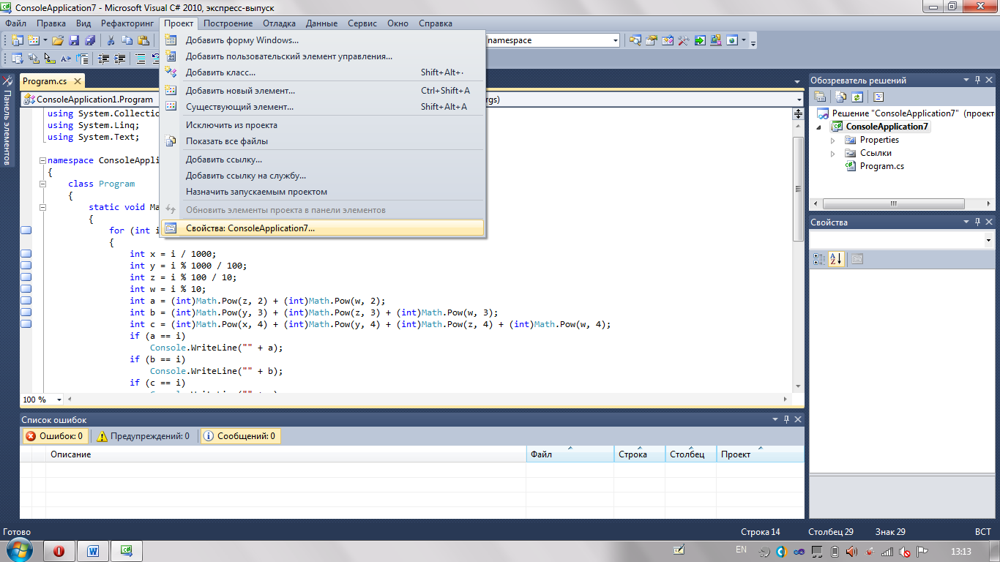 ConsoleApplication7 - Microsoft Visual C# 2010, экспресс-выпуск
Файл Правка Вид Рефакторинг Проект Построение Отладка Данные Сервис Окно Справка
Добавить форму Windows...
namespace
Добавить пользовательский элемент управления...
Добавить класс... Shift+Alt+·
Добавить новый элемент... Ctrl+Shift+A
Существующий элемент... Shift+Alt+A
Исключить из проекта
Показать все файлы
Добавить ссылку...
Добавить ссылку на службу...
Назначить запускаемым проектом
Обновить элементы проекта в панели элементов
Свойства: ConsoleApplication7...
Панель элементов
Program.cs
ConsoleApplication1.Program rgs)
using System.Collectio
using System.Linq;
using System.Text;
namespace ConsoleAppli
{
class Program
{
static void Ma
{
for (int i
{
int x = i / 1000;
int y = i % 1000 / 100;
int z = i % 100 / 10;
int w = i % 10;
int a = (int)Math.Pow(z, 2) + (int)Math.Pow(w, 2);
int b = (int)Math.Pow(y, 3) + (int)Math.Pow(z, 3) + (int)Math.Pow(w, 3);
int c = (int)Math.Pow(x, 4) + (int)Math.Pow(y, 4) + (int)Math.Pow(z, 4) + (int)Math.Pow(w, 4);
if (a == i)
Console.WriteLine("" + a);
if (b == i)
Console.WriteLine("" + b);
if (c == i)
100 %
Обозреватель решений
Решение "ConsoleApplication7" (проект
ConsoleApplication7
Properties
Ссылки
Program.cs
Свойства
Список ошибок
Ошибок: 0 Предупреждений: 0 Сообщений: 0
Описание Файл Строка Столбец Проект
Готово Строка 14 Столбец 29 Знак 29 ВСТ
EN 13:13